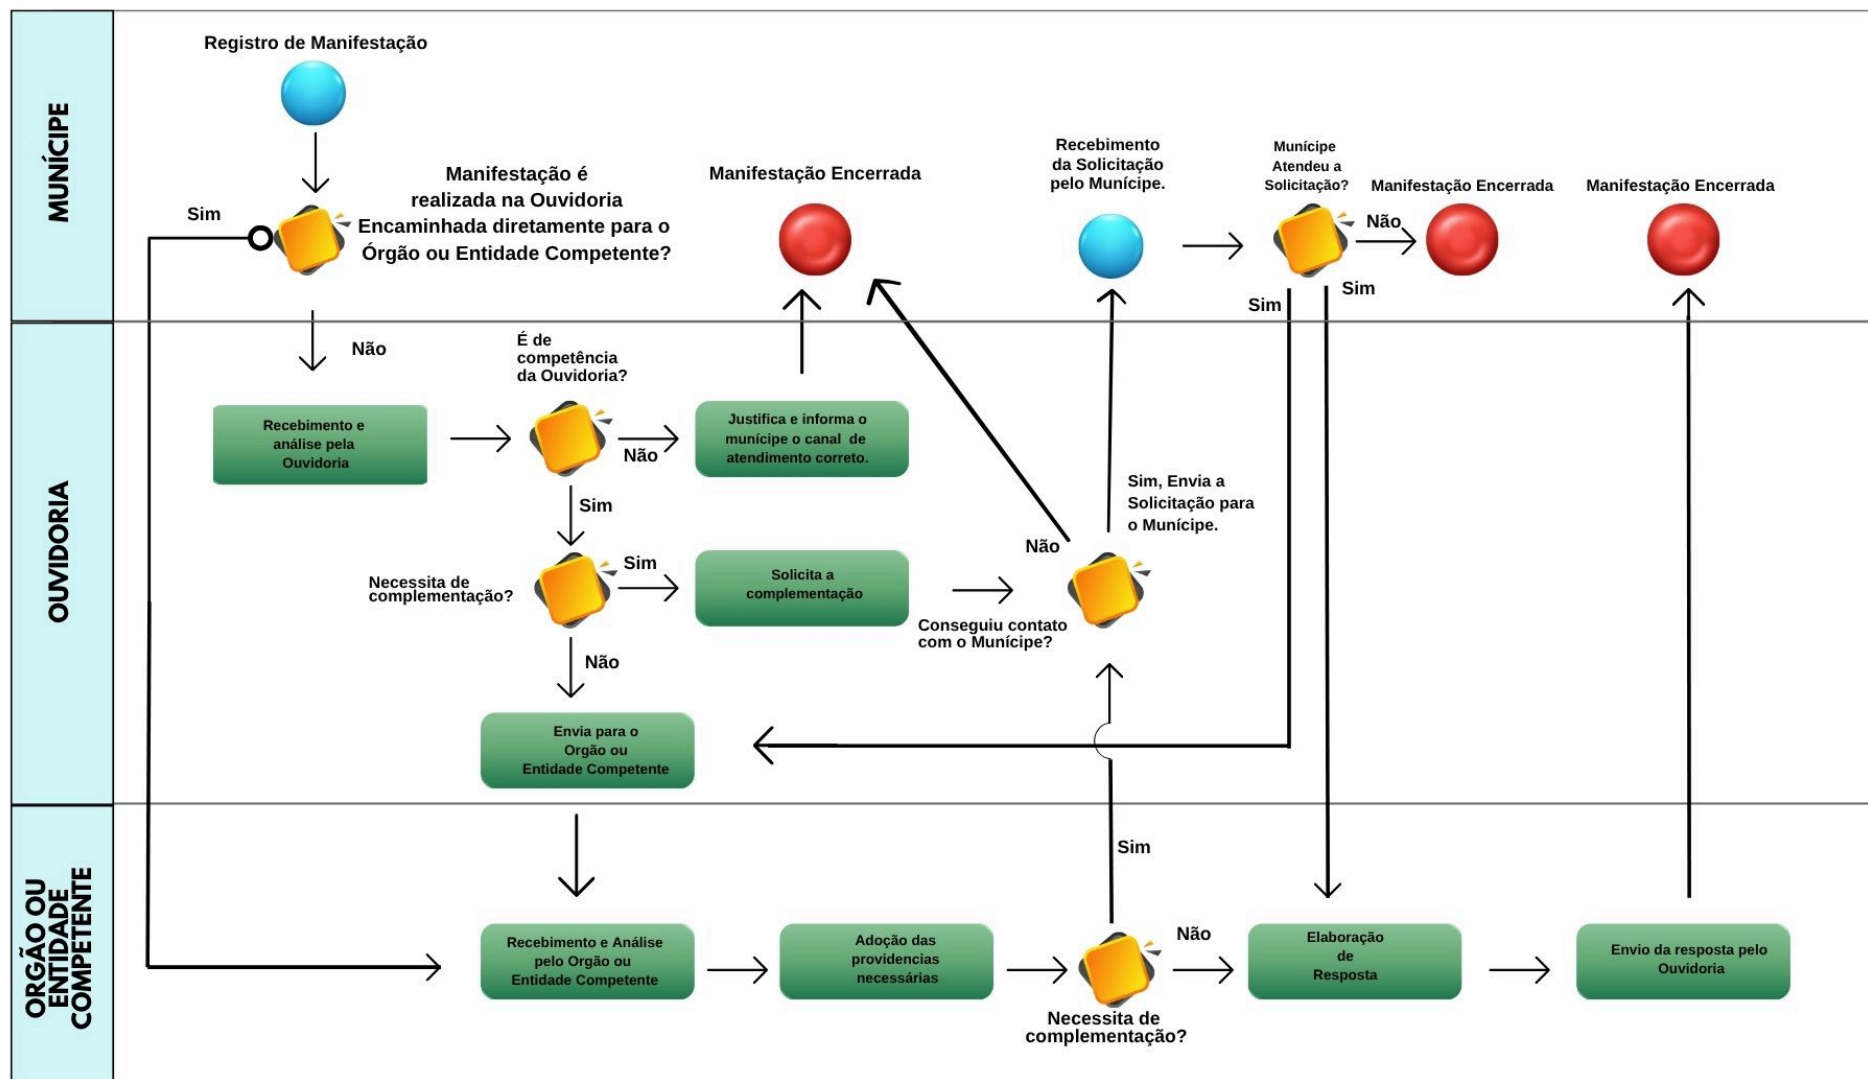 MUNÍCIPE
Registro de Manifestação
Sim
Manifestação é
realizada na Ouvidoria
Encaminhada diretamente para o
Órgão ou Entidade Competente?
Manifestação Encerrada
Recebimento
da Solicitação
pelo Munícipe.
Munícipe
Atendeu a
Solicitação?
Não
Manifestação Encerrada
Manifestação Encerrada
Sim
Sim
OUVIDORIA
Não
É de
competência
da Ouvidoria?
Recebimento e
análise pela
Ouvidoria
Não
Justifica e informa o
munícipe o canal de
atendimento correto.
Sim
Sim, Envia a
Solicitação para
o Munícipe.
Não
Necessita de
complementação?
Sim
Solicita a
complementação
Conseguiu contato
com o Munícipe?
Não
Envia para o
Orgão ou
Entidade Competente
ORGÃO OU
ENTIDADE
COMPETENTE
Sim
Recebimento e Análise
pelo Orgão ou
Entidade Competente
Adoção das
providencias
necessárias
Necessita de
complementação?
Não
Elaboração
de
Resposta
Envio da resposta pelo
Ouvidoria